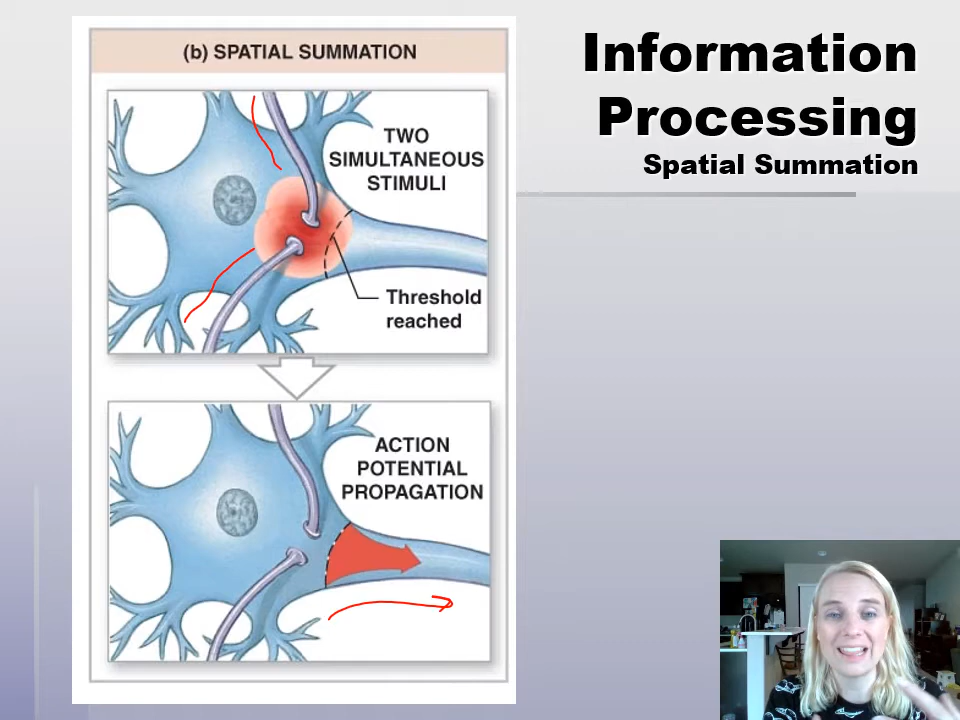 Information
Processing
Spatial Summation
(b) SPATIAL SUMMATION
TWO
SIMULTANEOUS
STIMULI
Threshold
reached
ACTION
POTENTIAL
PROPAGATION